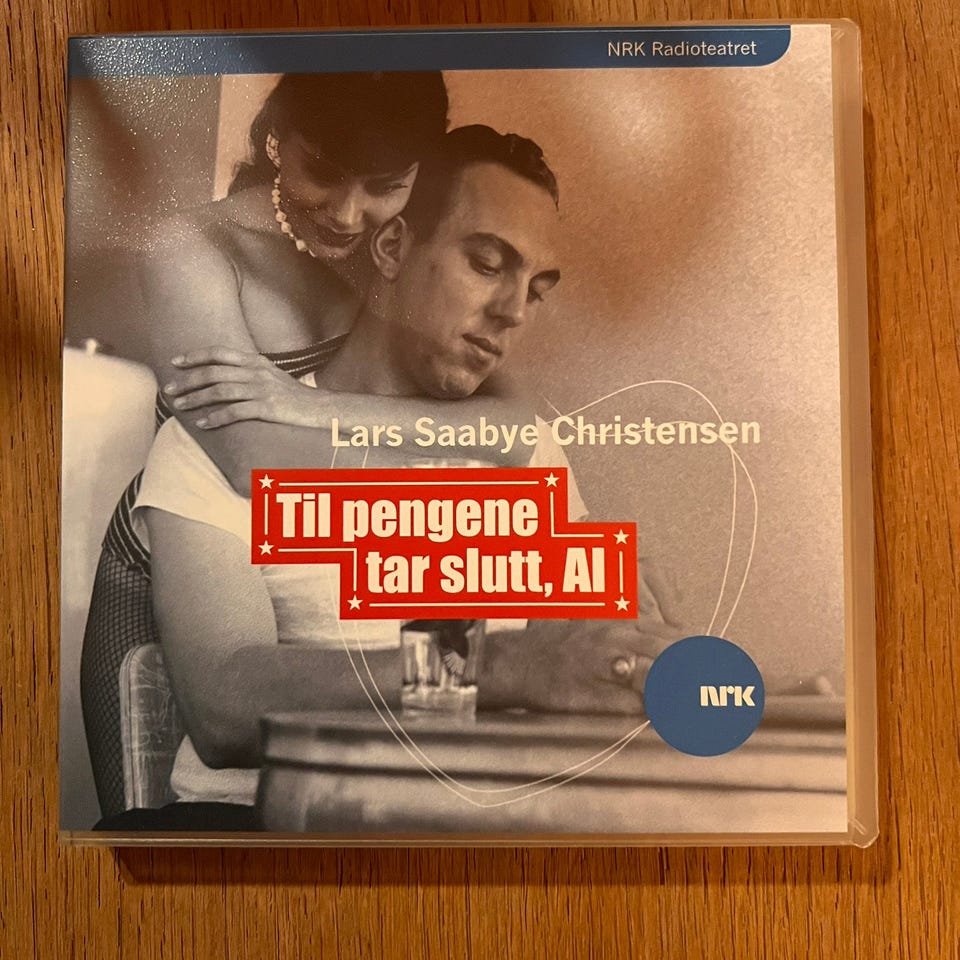 NRK Radioteatret
Lars Saabye Christensen
Til pengene
tar slutt, Al
NRK